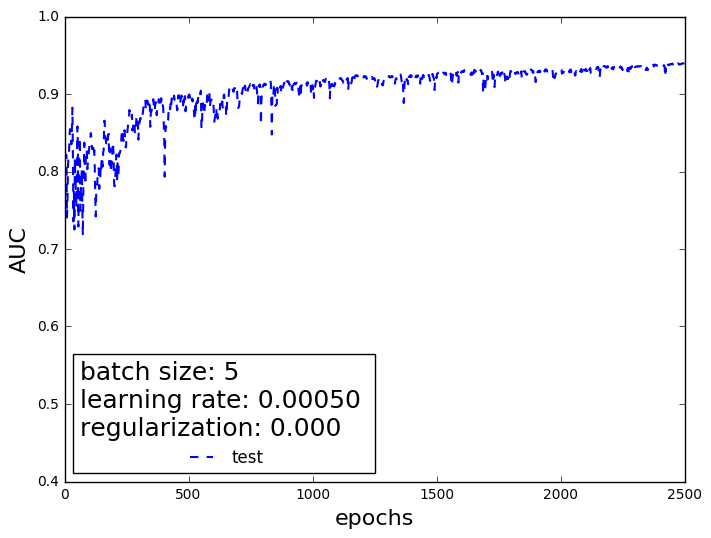 1.0
0.9
0.8
0.7
0.6
0.5
0.4
AUC
batch size: 5
learning rate: 0.00050
regularization: 0.000
test
0 500 1000 1500 2000 2500
epochs